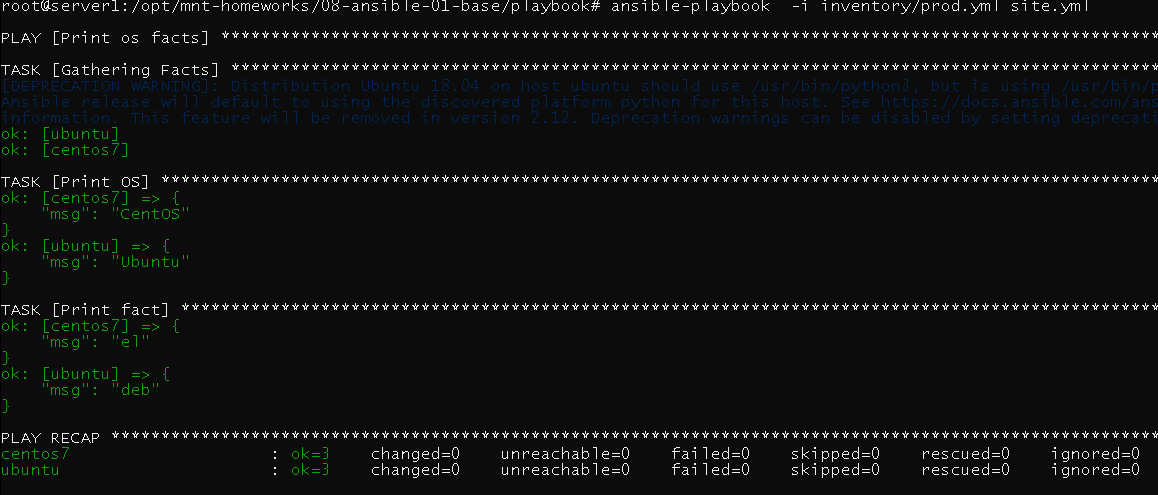 root@server1:/opt/mnt-homeworks/08-ansible-01-base/playbook# ansible-playbook  -i inventory/prod.yml site.yml
PLAY [Print os facts] **********************************************************************************************
TASK [Gathering Facts] *********************************************************************************************
[DEPRECATION WARNING]: Distribution Ubuntu 18.04 on host ubuntu should use /usr/bin/python3, but is using /usr/bin/p
Ansible release will default to using the discovered platform python for this host. See https://docs.ansible.com/ans
information. This feature will be removed in version 2.12. Deprecation warnings can be disabled by setting deprecati
ok: [ubuntu]
ok: [centos7]
TASK [Print OS] ****************************************************************************************************
ok: [centos7] => {
    "msg": "CentOS"
}
ok: [ubuntu] => {
    "msg": "Ubuntu"
}
TASK [Print fact] **************************************************************************************************
ok: [centos7] => {
    "msg": "el"
}
ok: [ubuntu] => {
    "msg": "deb"
}
PLAY RECAP *********************************************************************************************************
centos7                    : ok=3    changed=0    unreachable=0    failed=0    skipped=0    rescued=0    ignored=0
ubuntu                     : ok=3    changed=0    unreachable=0    failed=0    skipped=0    rescued=0    ignored=0